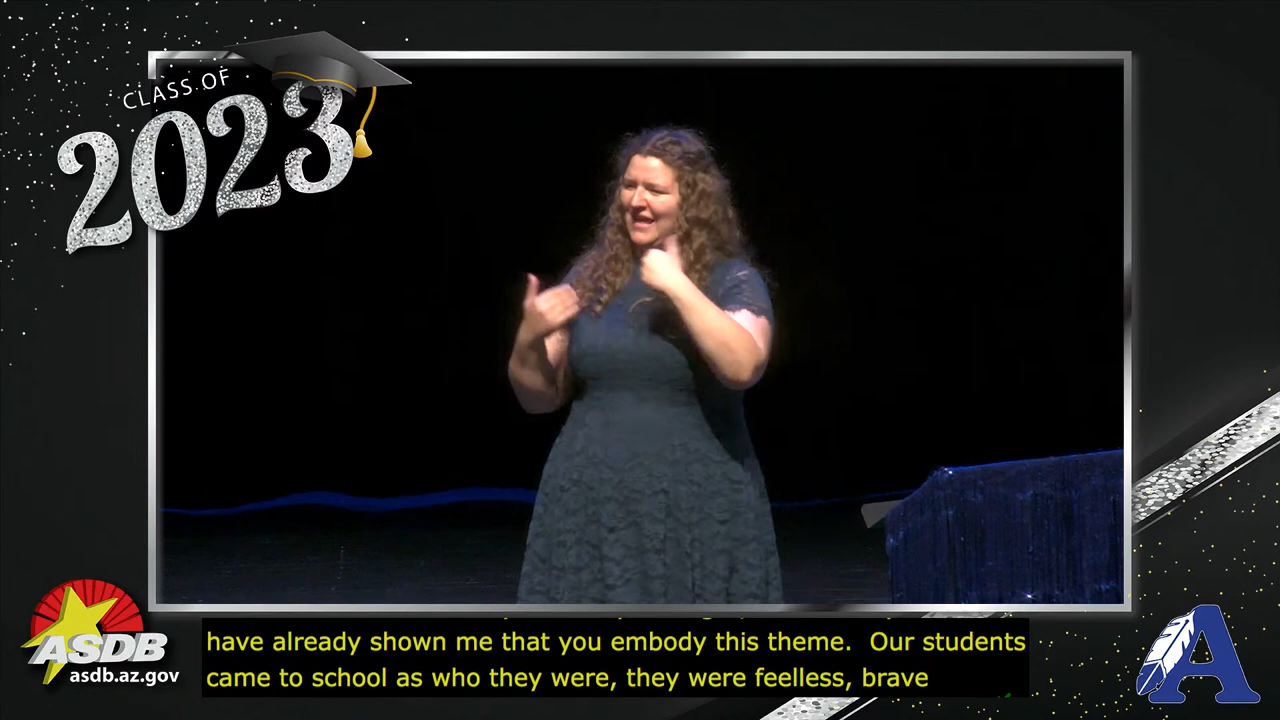 CLASS OF
2023
have already shown me that you embody this theme.  Our students
came to school as who they were, they were feelless, brave
ASDB
asdb.az.gov
A